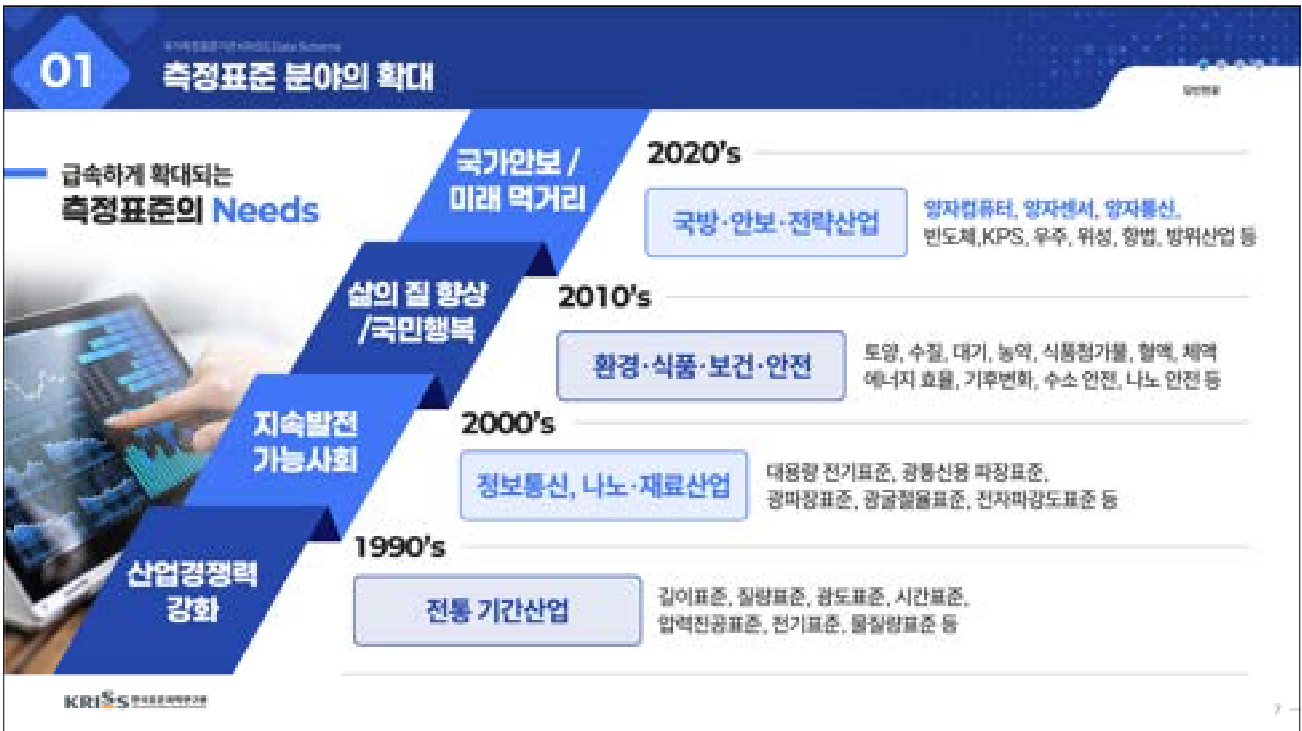 01
측정표준 분야의 확대
급속하게 확대되는
측정표준의 Needs
국가안보 /
미래 먹거리
2020's
국방·안보·전략산업
양자컴퓨터, 양자센서, 양자통신,
반도체,KPS, 우주, 위성, 항법, 방위산업 등
삶의 질 향상
/국민행복
2010's
환경·식품·보건·안전
토양, 수질, 대기, 농약, 식품첨가물, 혈액, 체액
에너지 효율, 기후변화, 수소 안전, 나노 안전 등
지속발전
가능사회
2000's
정보통신, 나노·재료산업
대용량 전기표준, 광통신용 파장표준,
광파장표준, 광굴절율표준, 전자파강도표준 등
산업경쟁력
강화
1990's
전통 기간산업
길이표준, 질량표준, 광도표준, 시간표준,
압력진공표준, 전기표준, 물질량표준 등
KRISS 한국표준과학연구원
7